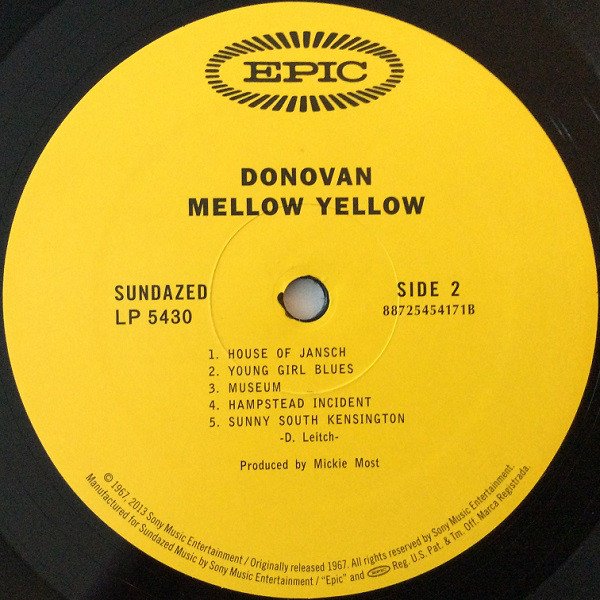 EPIC
DONOVAN
MELLOW YELLOW
SUNDAZED
LP 5430
SIDE 2
88725454171B
1. HOUSE OF JANSCH
2. YOUNG GIRL BLUES
3. MUSEUM
4. HAMPSTEAD INCIDENT
5. SUNNY SOUTH KENSINGTON
-D. Leitch-
Produced by Mickie Most
© 1967, 2013 Sony Music Entertainment / Originally released 1967. All rights reserved by Sony Music Entertainment.
Manufactured for Sundazed Music by Sony Music Entertainment / "Epic" and EPIC Reg. U.S. Pat. & Tm. Off. Marca Registrada.